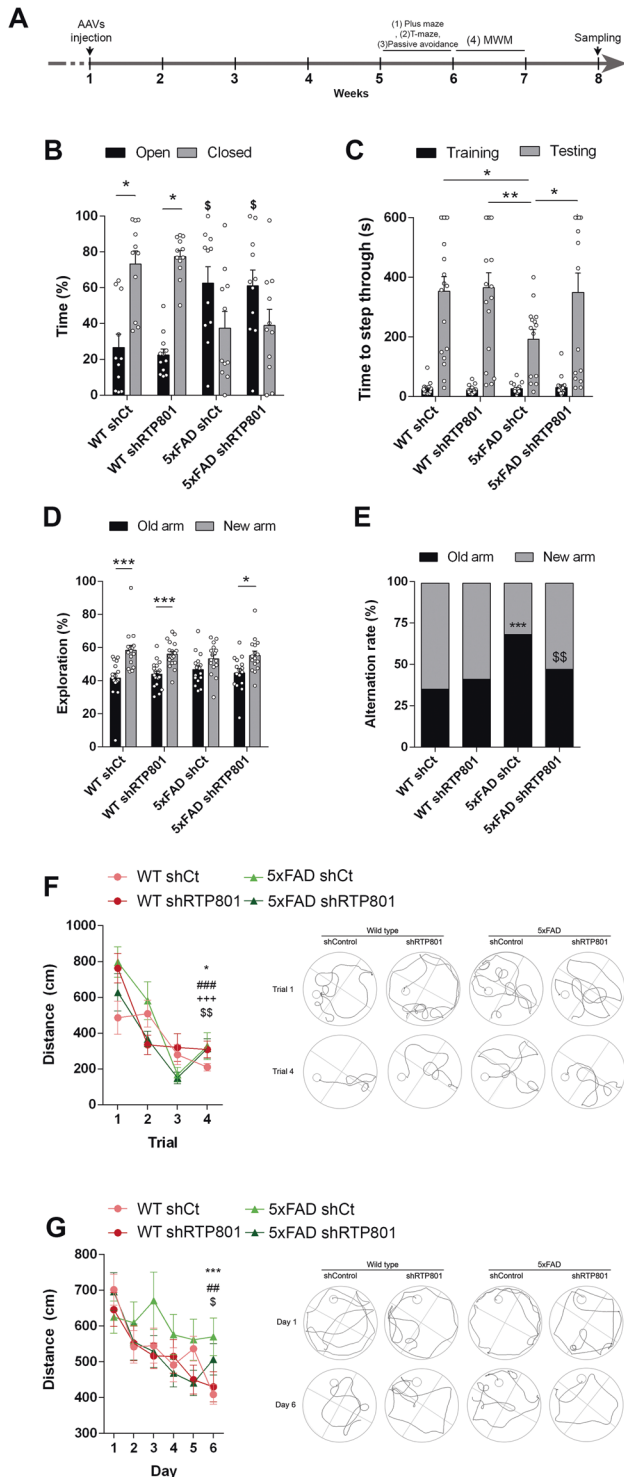 A
AAVs
injection
(1) Plus maze
, (2)T-maze,
(3)Passive avoidance
(4) MWM
Sampling
1 2 3 4 5 6 7 8
Weeks
B
Open Closed
* * $ $
Time (%)
100
80
60
40
20
0
WT shCt
WT shRTP801
5xFAD shCt
5xFAD shRTP801
C
Training Testing
*
** *
Time to step through (s)
600
400
200
0
WT shCt
WT shRTP801
5xFAD shCt
5xFAD shRTP801
D
Old arm New arm
*** *** *
Exploration (%)
100
80
60
40
20
0
WT shCt
WT shRTP801
5xFAD shCt
5xFAD shRTP801
E
Old arm New arm
*** $$
Alternation rate (%)
100
75
50
25
0
WT shCt
WT shRTP801
5xFAD shCt
5xFAD shRTP801
F
WT shCt 5xFAD shCt
WT shRTP801 5xFAD shRTP801
*
###
+++
$$
Distance (cm)
1000
800
600
400
200
0
1 2 3 4
Trial
Wild type 5xFAD
shControl shRTP801 shControl shRTP801
Trial 1
Trial 4
G
WT shCt 5xFAD shCt
WT shRTP801 5xFAD shRTP801
***
##
$
Distance (cm)
800
700
600
500
400
300
1 2 3 4 5 6
Day
Wild type 5xFAD
shControl shRTP801 shControl shRTP801
Day 1
Day 6